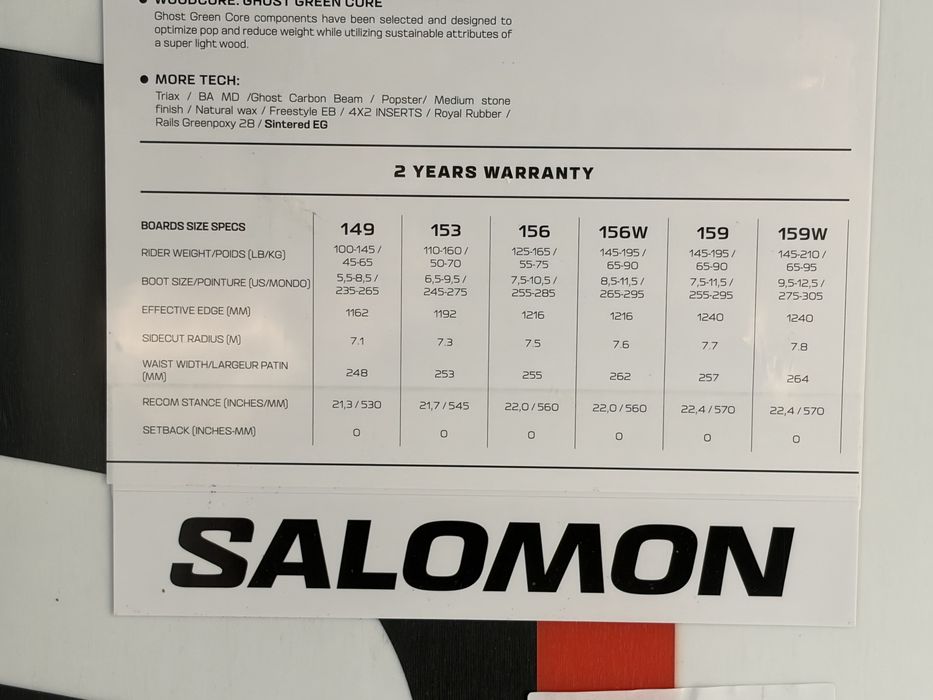 WOODCORE: GHOST GREEN CORE
Ghost Green Core components have been selected and designed to
optimize pop and reduce weight while utilizing sustainable attributes of
a super light wood.
MORE TECH:
Triax / BA MD /Ghost Carbon Beam / Popster/ Medium stone
finish / Natural wax / Freestyle EB / 4X2 INSERTS / Royal Rubber /
Rails Greenpoxy 28 / Sintered EG
2 YEARS WARRANTY
BOARDS SIZE SPECS 149 153 156 156W 159 159W
RIDER WEIGHT/POIDS (LB/KG) 100-145 / 45-65 110-160 / 50-70 125-165 / 55-75 145-195 / 65-90 145-195 / 65-90 145-210 / 65-95
BOOT SIZE/POINTURE (US/MONDO) 5,5-8,5 / 235-265 6,5-9,5 / 245-275 7,5-10,5 / 255-285 8,5-11,5 / 265-295 7,5-11,5 / 255-295 9,5-12,5 / 275-305
EFFECTIVE EDGE (MM) 1162 1192 1216 1216 1240 1240
SIDECUT RADIUS (M) 7.1 7.3 7.5 7.6 7.7 7.8
WAIST WIDTH/LARGEUR PATIN
(MM) 248 253 255 262 257 264
RECOM STANCE (INCHES/MM) 21,3 / 530 21,7 / 545 22,0 / 560 22,0 / 560 22,4 / 570 22,4 / 570
SETBACK (INCHES-MM) 0 0 0 0 0 0
SALOMON